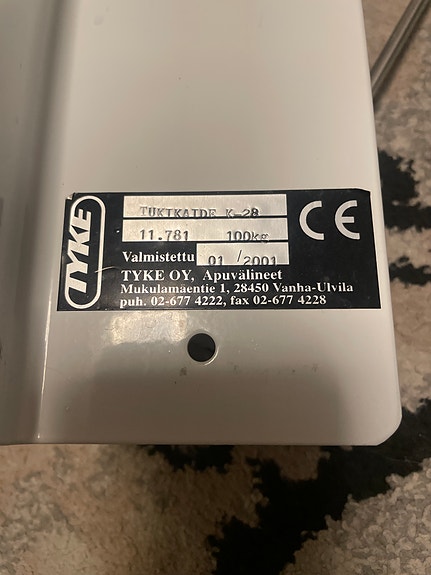 TYKE
TUKIKAIDE K-28
11.781 100kg
CE
Valmistettu 01 / 2001
TYKE OY, Apuvälineet
Mukulamäentie 1, 28450 Vanha-Ulvila
puh. 02-677 4222, fax 02-677 4228